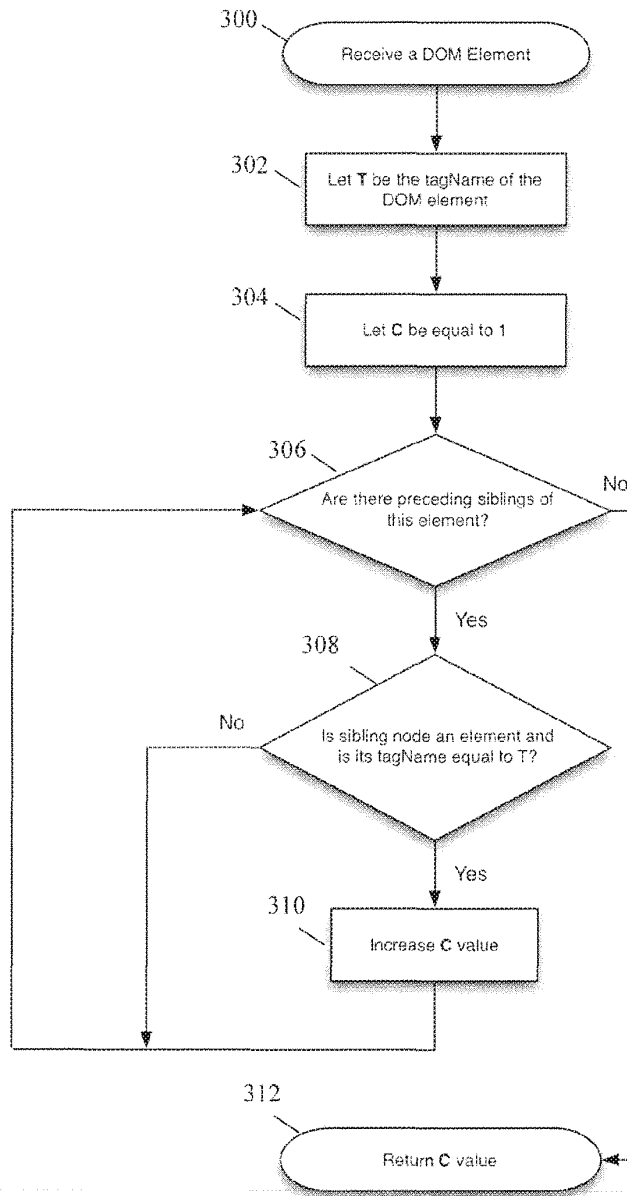 300
Receive a DOM Element
302
Let T be the tagName of the
DOM element
304
Let C be equal to 1
306
Are there preceding siblings of
this element?
No
Yes
308
No
Is sibling node an element and
is its tagName equal to T?
Yes
310
Increase C value
312
Return C value